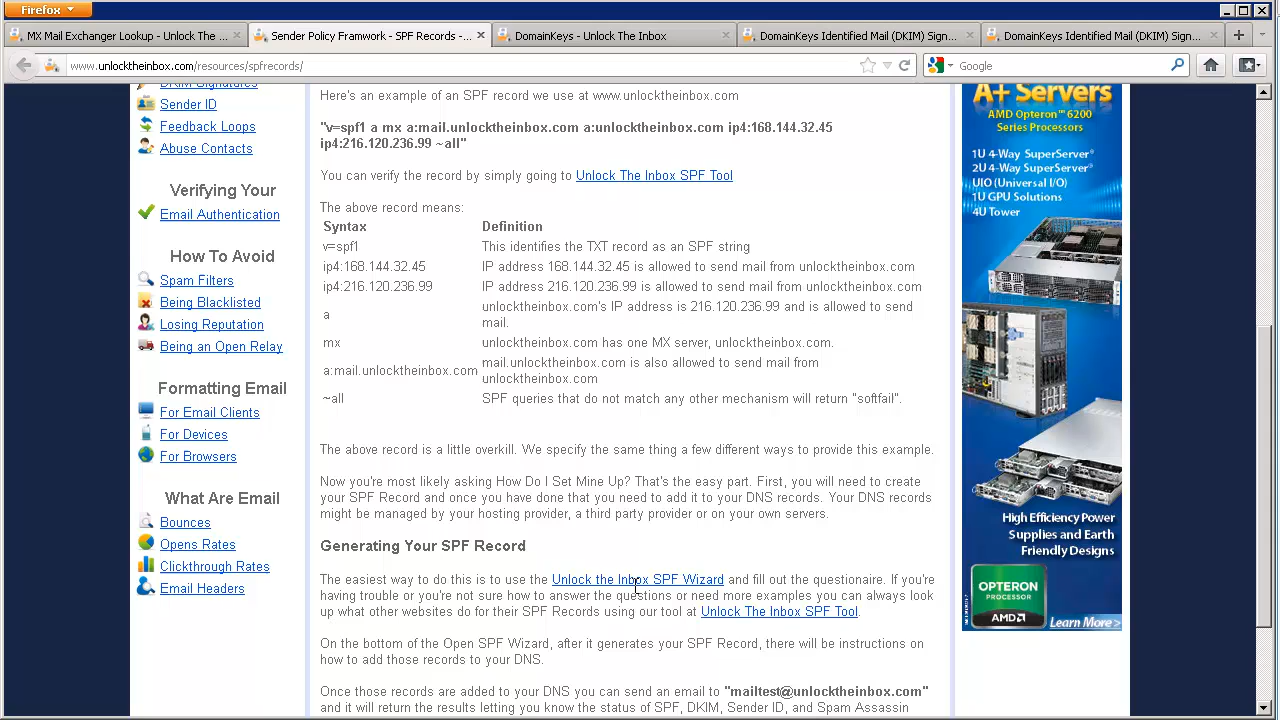 Firefox
MX Mail Exchanger Lookup - Unlock The ...
Sender Policy Framwork - SPF Records -...
DomainKeys - Unlock The Inbox
DomainKeys Identified Mail (DKIM) Sign...
DomainKeys Identified Mail (DKIM) Sign...
www.unlocktheinbox.com/resources/spfrecords/
Google
DKIM Signatures
Sender ID
Feedback Loops
Abuse Contacts
Verifying Your
Email Authentication
How To Avoid
Spam Filters
Being Blacklisted
Losing Reputation
Being an Open Relay
Formatting Email
For Email Clients
For Devices
For Browsers
What Are Email
Bounces
Opens Rates
Clickthrough Rates
Email Headers
Here's an example of an SPF record we use at www.unlocktheinbox.com
"v=spf1 a mx a:mail.unlocktheinbox.com a:unlocktheinbox.com ip4:168.144.32.45
ip4:216.120.236.99 ~all"
You can verify the record by simply going to Unlock The Inbox SPF Tool
The above record means:
Syntax Definition
v=spf1 This identifies the TXT record as an SPF string
ip4:168.144.32.45 IP address 168.144.32.45 is allowed to send mail from unlocktheinbox.com
ip4:216.120.236.99 IP address 216.120.236.99 is allowed to send mail from unlocktheinbox.com
a unlocktheinbox.com's IP address is 216.120.236.99 and is allowed to send
mail.
mx unlocktheinbox.com has one MX server, unlocktheinbox.com.
a:mail.unlocktheinbox.com mail.unlocktheinbox.com is also allowed to send mail from
unlocktheinbox.com
~all SPF queries that do not match any other mechanism will return "softfail".
The above record is a little overkill. We specify the same thing a few different ways to provide this example.
Now you're most likely asking How Do I Set Mine Up? That's the easy part. First, you will need to create
your SPF Record and once you have done that you need to add it to your DNS records. Your DNS records
might be managed by your hosting provider, a third party provider or on your own servers.
Generating Your SPF Record
The easiest way to do this is to use the Unlock the Inbox SPF Wizard and fill out the questionnaire. If you're
having trouble or you're not sure how to answer the questions or need more examples you can always look
up what other websites do for their SPF Records using our tool at Unlock The Inbox SPF Tool.
On the bottom of the Open SPF Wizard, after it generates your SPF Record, there will be instructions on
how to add those records to your DNS.
Once those records are added to your DNS you can send an email to "mailtest@unlocktheinbox.com"
and it will return the results letting you know the status of SPF, DKIM, Sender ID, and Spam Assassin
A+ Servers
AMD Opteron™ 6200
Series Processors
1U 4-Way SuperServer®
2U 4-Way SuperServer®
UIO (Universal I/O)
1U GPU Solutions
4U Tower
High Efficiency Power
Supplies and Earth
Friendly Designs
OPTERON
PROCESSOR
AMD
Learn More >